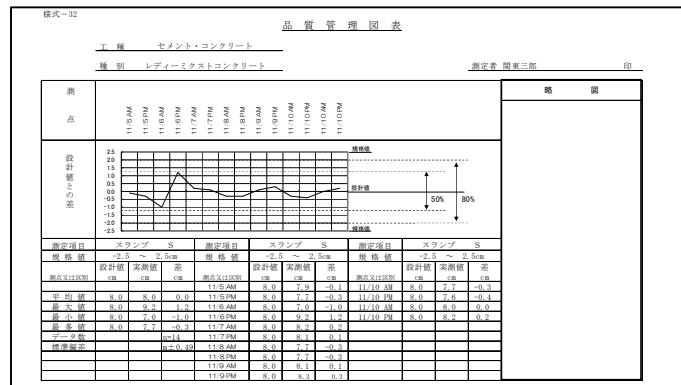 様式－32
品 質 管 理 図 表
工 種 セメント・コンクリート
種 別 レディーミクストコンクリート
測定者 関東三郎 印
測点
11/5 AM
11/5 PM
11/6 AM
11/6 PM
11/7 AM
11/7 PM
11/8 AM
11/8 PM
11/9 AM
11/9 PM
11/10 AM
11/10 PM
11/10 AM
11/10 PM
略 図
設計値との差
2.5
2.0
1.5
1.0
0.5
0.0
-0.5
-1.0
-1.5
-2.0
-2.5
規格値
設計値
規格値
50% 80%
測定項目 スランプ S 測定項目 スランプ S 測定項目 スランプ S
規 格 値 -2.5 ～ 2.5cm 規 格 値 -2.5 ～ 2.5cm 規 格 値 -2.5 ～ 2.5cm
設計値 実測値 差 設計値 実測値 差 設計値 実測値 差
測点又は区別 cm cm cm 測点又は区別 cm cm cm 測点又は区別 cm cm cm
11/5 AM 8.0 7.9 -0.1 11/10 AM 8.0 7.7 -0.3
平 均 値 8.0 8.0 0.0 11/5 PM 8.0 7.7 -0.3 11/10 PM 8.0 7.6 -0.4
最 大 値 8.0 9.2 1.2 11/6 AM 8.0 7.0 -1.0 11/10 AM 8.0 8.0 0.0
最 小 値 8.0 7.0 -1.0 11/6 PM 8.0 9.2 1.2 11/10 PM 8.0 8.2 0.2
最 多 値 8.0 7.7 -0.3 11/7 AM 8.0 8.2 0.2
データ数 n=14 11/7 PM 8.0 8.1 0.1
標準偏差 m±0.49 11/8 AM 8.0 7.7 -0.3
11/8 PM 8.0 7.7 -0.3
11/9 AM 8.0 8.1 0.1
11/9 PM 8.0 8.3 0.3